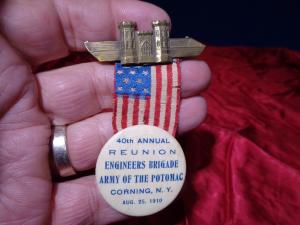 40TH ANNUAL
REUNION
ENGINEERS BRIGADE
ARMY OF THE POTOMAC
CORNING, N.Y.
AUG. 25, 1910